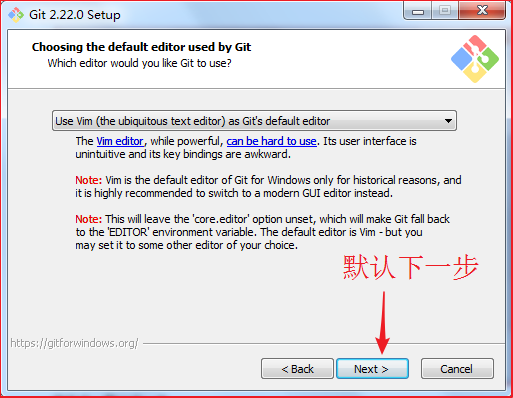 Git 2.22.0 Setup
Choosing the default editor used by Git
Which editor would you like Git to use?
Use Vim (the ubiquitous text editor) as Git's default editor
The Vim editor, while powerful, can be hard to use. Its user interface is
unintuitive and its key bindings are awkward.
Note: Vim is the default editor of Git for Windows only for historical reasons, and
it is highly recommended to switch to a modern GUI editor instead.
Note: This will leave the 'core.editor' option unset, which will make Git fall back
to the 'EDITOR' environment variable. The default editor is Vim - but you
may set it to some other editor of your choice.
默认下一步
https://gitforwindows.org/
< Back
Next >
Cancel